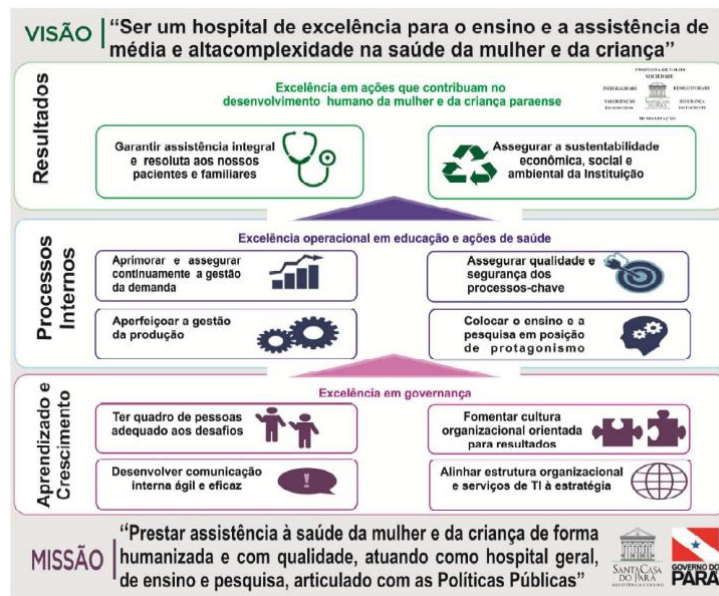 VISÃO
“Ser um hospital de excelência para o ensino e a assistência de
média e altacomplexidade na saúde da mulher e da criança”
Resultados
Excelência em ações que contribuam no
desenvolvimento humano da mulher e da criança paraense
SOCIEDADE
Garantir assistência integral
e resoluta aos nossos
pacientes e familiares
Assegurar a sustentabilidade
econômica, social e
ambiental da Instituição
Processos
Internos
Excelência operacional em educação e ações de saúde
Aprimorar e assegurar
continuamente a gestão
da demanda
Assegurar qualidade e
segurança dos
processos-chave
Aperfeiçoar a gestão
da produção
Colocar o ensino e a
pesquisa em posição
de protagonismo
Aprendizado e
Crescimento
Excelência em governança
Ter quadro de pessoas
adequado aos desafios
Fomentar cultura
organizacional orientada
para resultados
Desenvolver comunicação
interna ágil e eficaz
!
Alinhar estrutura organizacional
e serviços de TI à estratégia
MISSÃO
“Prestar assistência à saúde da mulher e da criança de forma
humanizada e com qualidade, atuando como hospital geral,
de ensino e pesquisa, articulado com as Políticas Públicas”
SANTA CASA
DO PARÁ
GOVERNO DO
PARÁ